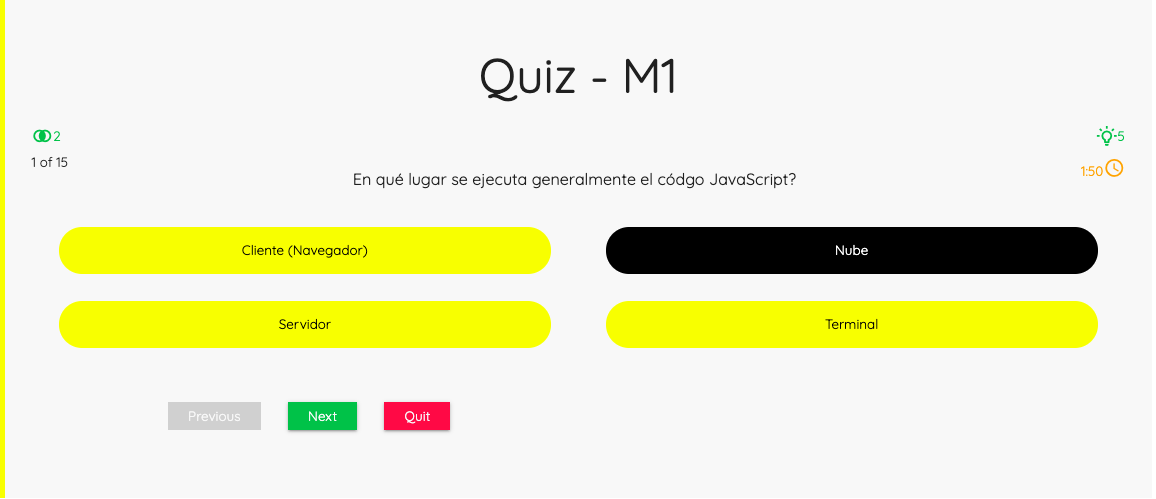 Quiz - M1
2
5
1 of 15
1:50
En qué lugar se ejecuta generalmente el códgo JavaScript?
Cliente (Navegador)
Nube
Servidor
Terminal
Previous
Next
Quit